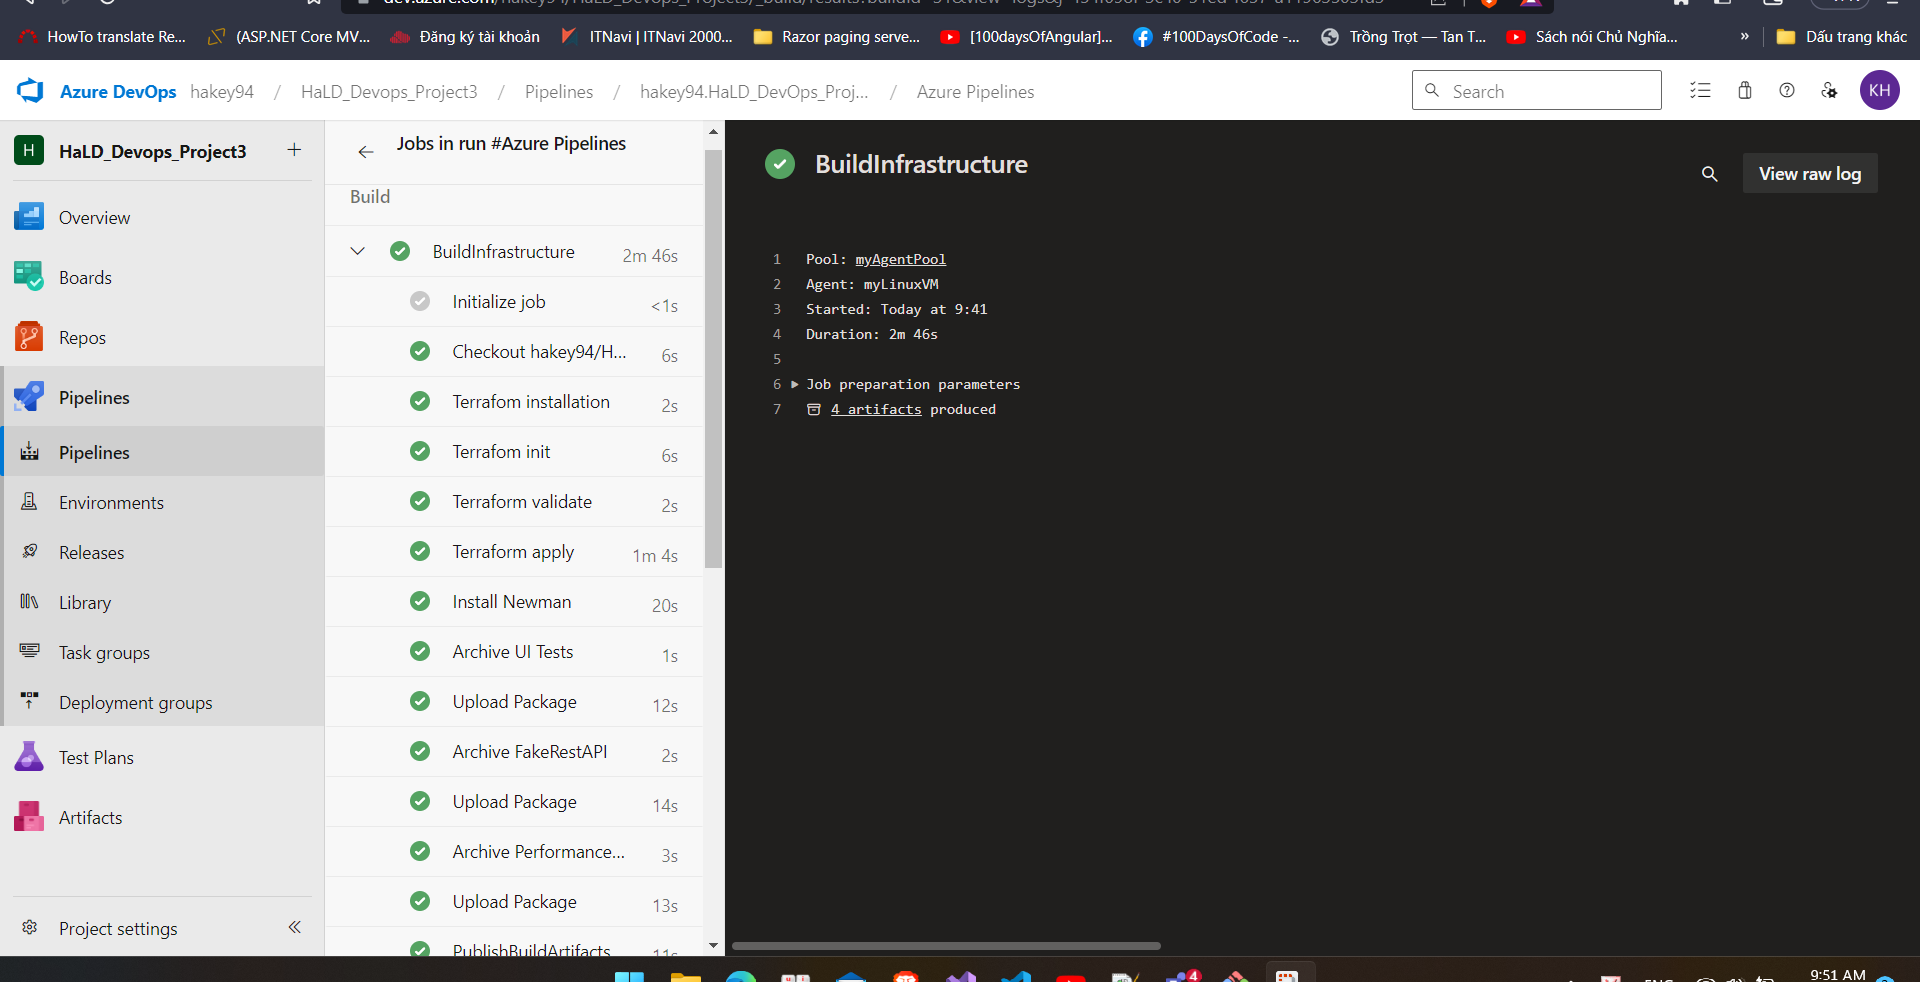 HowTo translate Re...
(ASP.NET Core MV...
Đăng ký tài khoản
ITNavi | ITNavi 2000...
Razor paging serve...
[100daysOfAngular]...
#100DaysOfCode -...
Trồng Trọt — Tan T...
Sách nói Chủ Nghĩa...
»
Dấu trang khác
Azure DevOps hakey94 / HaLD_Devops_Project3 / Pipelines / hakey94.HaLD_DevOps_Proj... / Azure Pipelines
Search
KH
H HaLD_Devops_Project3 +
Overview
Boards
Repos
Pipelines
Pipelines
Environments
Releases
Library
Task groups
Deployment groups
Test Plans
Artifacts
Project settings
Jobs in run #Azure Pipelines
Build
BuildInfrastructure 2m 46s
Initialize job <1s
Checkout hakey94/H... 6s
Terrafom installation 2s
Terrafom init 6s
Terraform validate 2s
Terraform apply 1m 4s
Install Newman 20s
Archive UI Tests 1s
Upload Package 12s
Archive FakeRestAPI 2s
Upload Package 14s
Archive Performance... 3s
Upload Package 13s
PublishBuildArtifacts 11s
BuildInfrastructure
View raw log
1 Pool: myAgentPool
2 Agent: myLinuxVM
3 Started: Today at 9:41
4 Duration: 2m 46s
5
6 Job preparation parameters
7 4 artifacts produced
4
9:51 AM